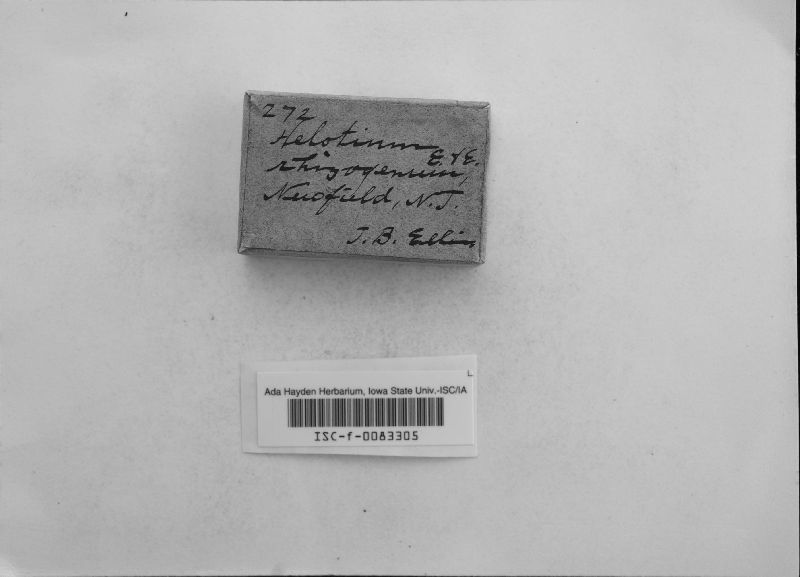 272
Helotium
rhizogenum, E. & E.
Newfield, N.J.
J. B. Ellis
L
Ada Hayden Herbarium, Iowa State Univ.-ISC/IA
ISC-f-0083305